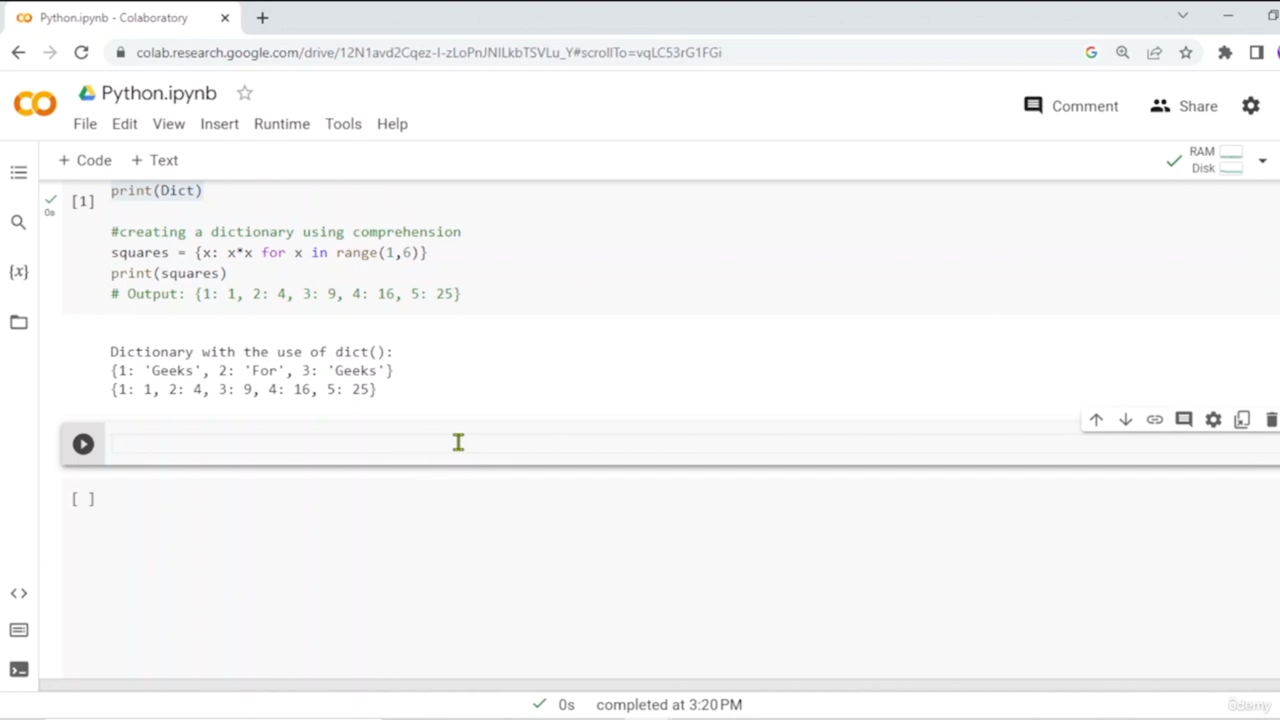 Python.ipynb - Colaboratory
colab.research.google.com/drive/12N1avd2Cqez-I-zLoPnJNILkbTSVLu_Y#scrollTo=vqLC53rG1FGi
Python.ipynb
File Edit View Insert Runtime Tools Help
Comment Share
+ Code + Text
RAM
Disk
print(Dict)
[1]
0s
#creating a dictionary using comprehension
squares = {x: x*x for x in range(1,6)}
print(squares)
# Output: {1: 1, 2: 4, 3: 9, 4: 16, 5: 25}
Dictionary with the use of dict():
{1: 'Geeks', 2: 'For', 3: 'Geeks'}
{1: 1, 2: 4, 3: 9, 4: 16, 5: 25}
[ ]
0s completed at 3:20 PM
ûdemy